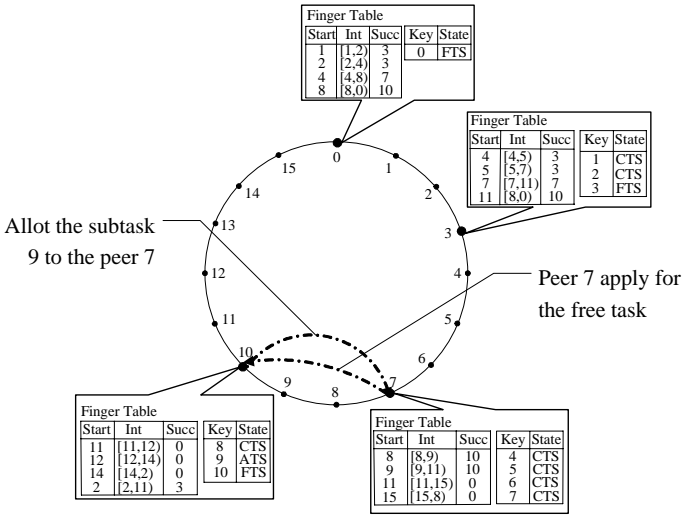 Finger Table
Start Int Succ Key State
1 [1,2) 3 0 FTS
2 [2,4) 3
4 [4,8) 7
8 [8,0) 10
Finger Table
Start Int Succ Key State
4 [4,5) 3 1 CTS
5 [5,7) 3 2 CTS
7 [7,11) 7 3 FTS
11 [8,0) 10
0
1
2
3
4
5
6
7
8
9
10
11
12
13
14
15
Allot the subtask
9 to the peer 7
Peer 7 apply for
the free task
Finger Table
Start Int Succ Key State
11 [11,12) 0 8 CTS
12 [12,14) 0 9 ATS
14 [14,2) 0 10 FTS
2 [2,11) 3
Finger Table
Start Int Succ Key State
8 [8,9) 10 4 CTS
9 [9,11) 10 5 CTS
11 [11,15) 0 6 CTS
15 [15,8) 0 7 CTS